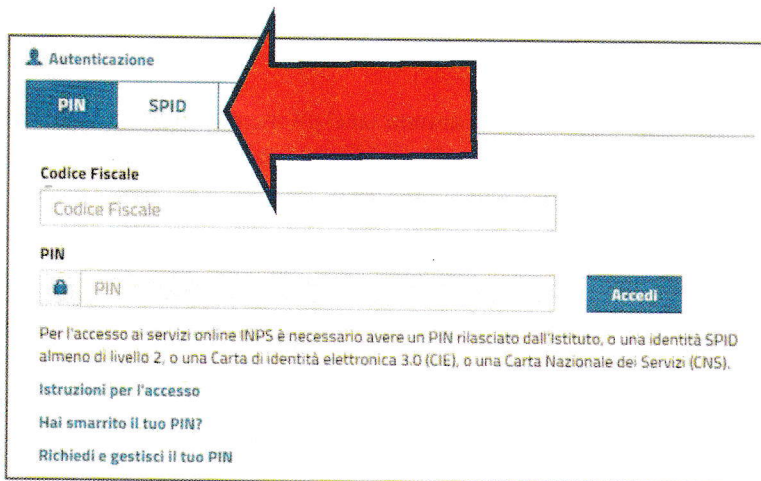 Autenticazione
PIN SPID
Codice Fiscale
Codice Fiscale
PIN
PIN
Accedi
Per l'accesso ai servizi online INPS è necessario avere un PIN rilasciato dall'Istituto, o una identità SPID
almeno di livello 2, o una Carta di identità elettronica 3.0 (CIE), o una Carta Nazionale dei Servizi (CNS).
Istruzioni per l'accesso
Hai smarrito il tuo PIN?
Richiedi e gestisci il tuo PIN